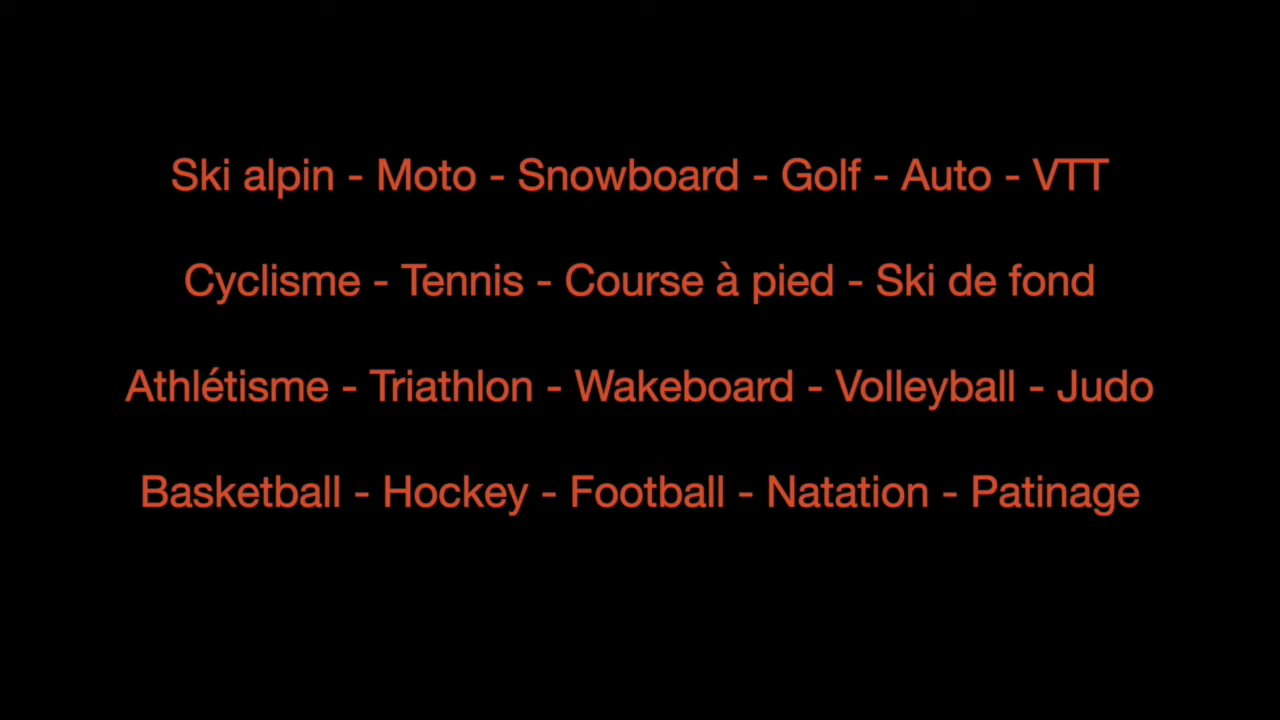 Ski alpin - Moto - Snowboard - Golf - Auto - VTT
Cyclisme - Tennis - Course à pied - Ski de fond
Athlétisme - Triathlon - Wakeboard - Volleyball - Judo
Basketball - Hockey - Football - Natation - Patinage